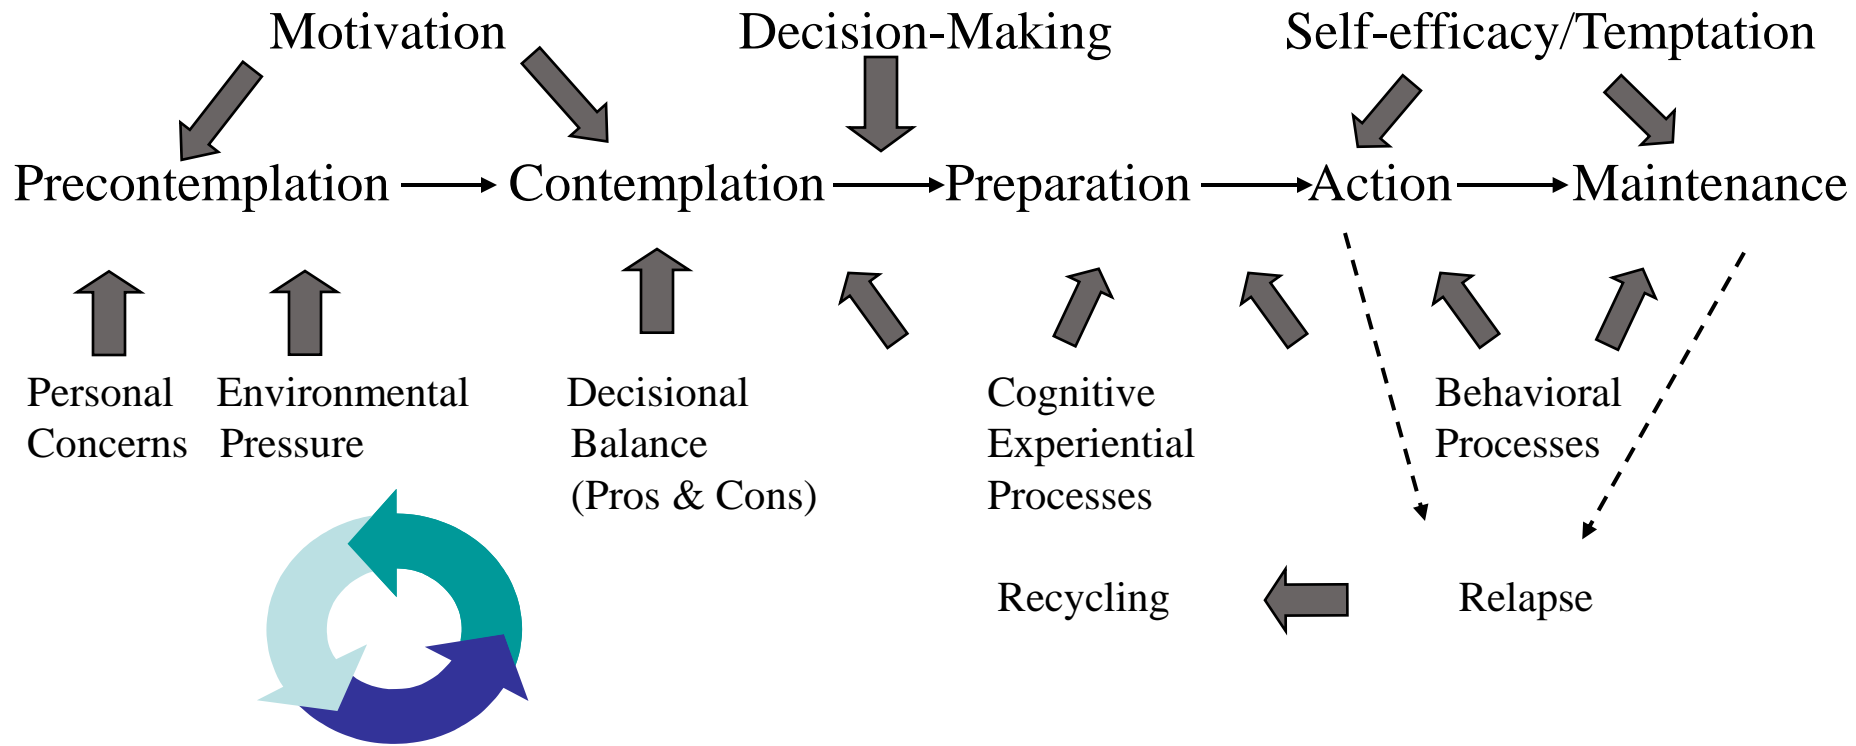 Motivation
Decision-Making
Self-efficacy/Temptation
Precontemplation
Contemplation
Preparation
Action
Maintenance
Personal
Concerns
Environmental
Pressure
Decisional
Balance
(Pros & Cons)
Cognitive
Experiential
Processes
Behavioral
Processes
Recycling
Relapse